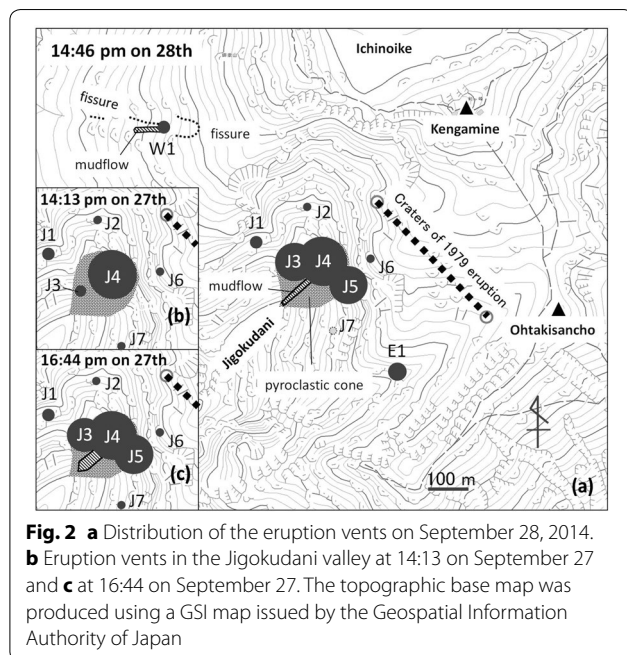 14:46 pm on 28th
Ichinoike
Kengamine
fissure
fissure
W1
mudflow
14:13 pm on 27th
J1
J2
J3
J4
J6
J7
(b)
16:44 pm on 27th
J1
J2
J3
J4
J5
J6
J7
(c)
J1
J2
J3
J4
J5
J6
J7
mudflow
Craters of 1979 eruption
Ohtakisancho
Jigokudani
E1
pyroclastic cone
100 m
(a)
Fig. 2 a Distribution of the eruption vents on September 28, 2014.
b Eruption vents in the Jigokudani valley at 14:13 on September 27
and c at 16:44 on September 27. The topographic base map was
produced using a GSI map issued by the Geospatial Information
Authority of Japan